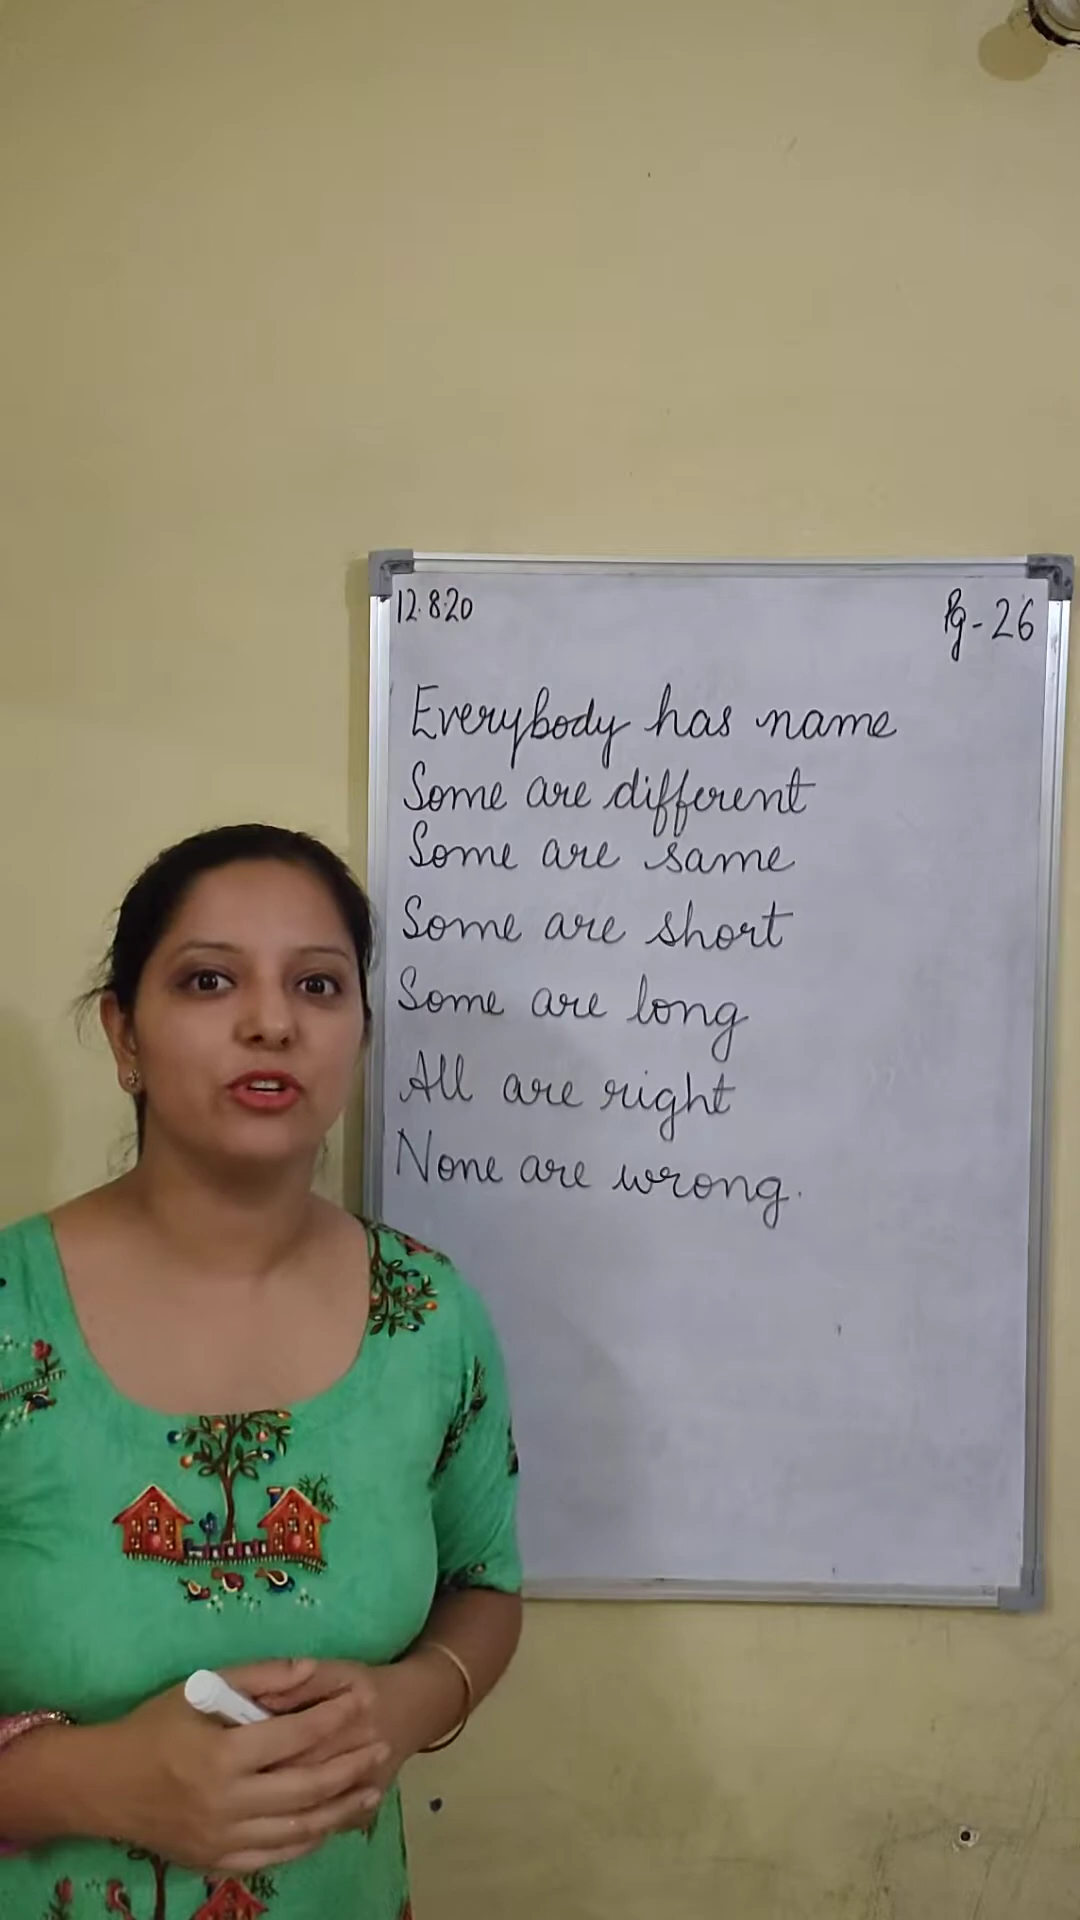 12.8.20 Pg-26
Everybody has name
Some are different
Some are same
Some are short
Some are long
All are right
None are wrong.